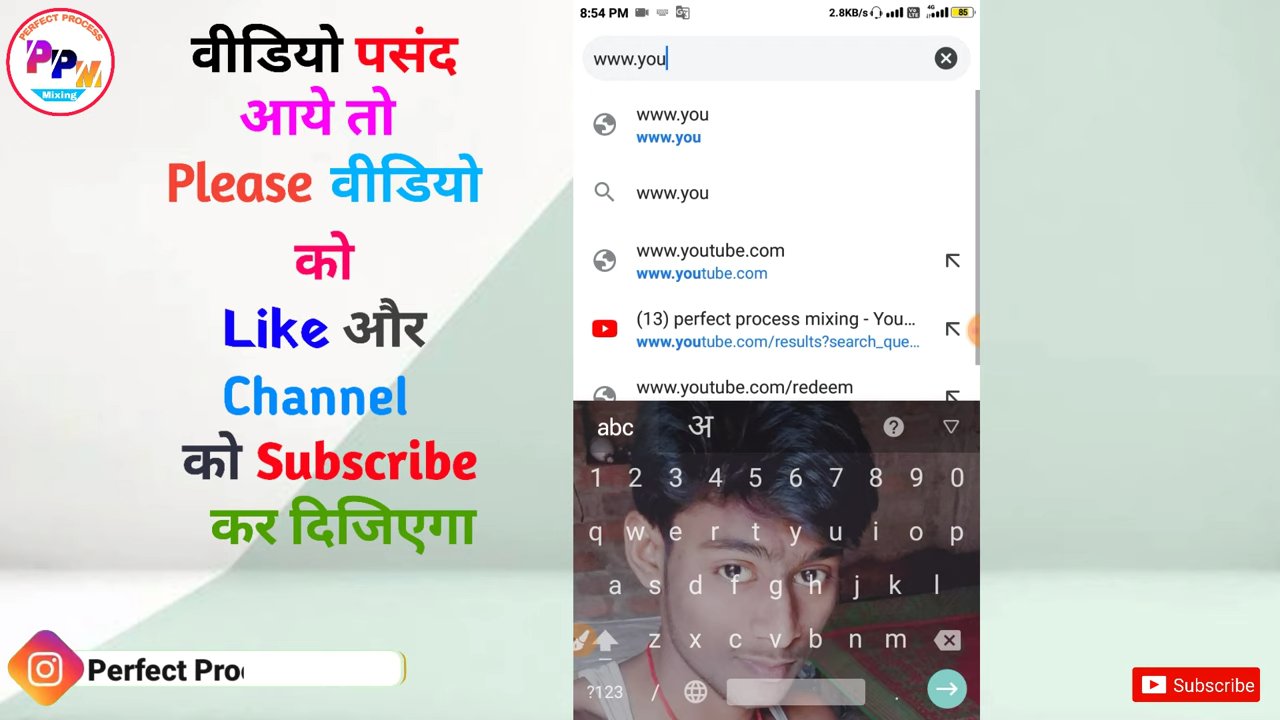 PERFECT PROCESS
PPM
Mixing
वीडियो पसंद
आये तो
Please वीडियो
को
Like और
Channel
को Subscribe
कर दिजिएगा
Perfect Pro
8:54 PM
2.8KB/s
4G
85
www.you
www.you
www.you
www.you
www.youtube.com
www.youtube.com
(13) perfect process mixing - You...
www.youtube.com/results?search_que...
www.youtube.com/redeem
abc अ
1 2 3 4 5 6 7 8 9 0
q w e r t y u i o p
a s d f g h j k l
z x c v b n m
?123 / .
Subscribe